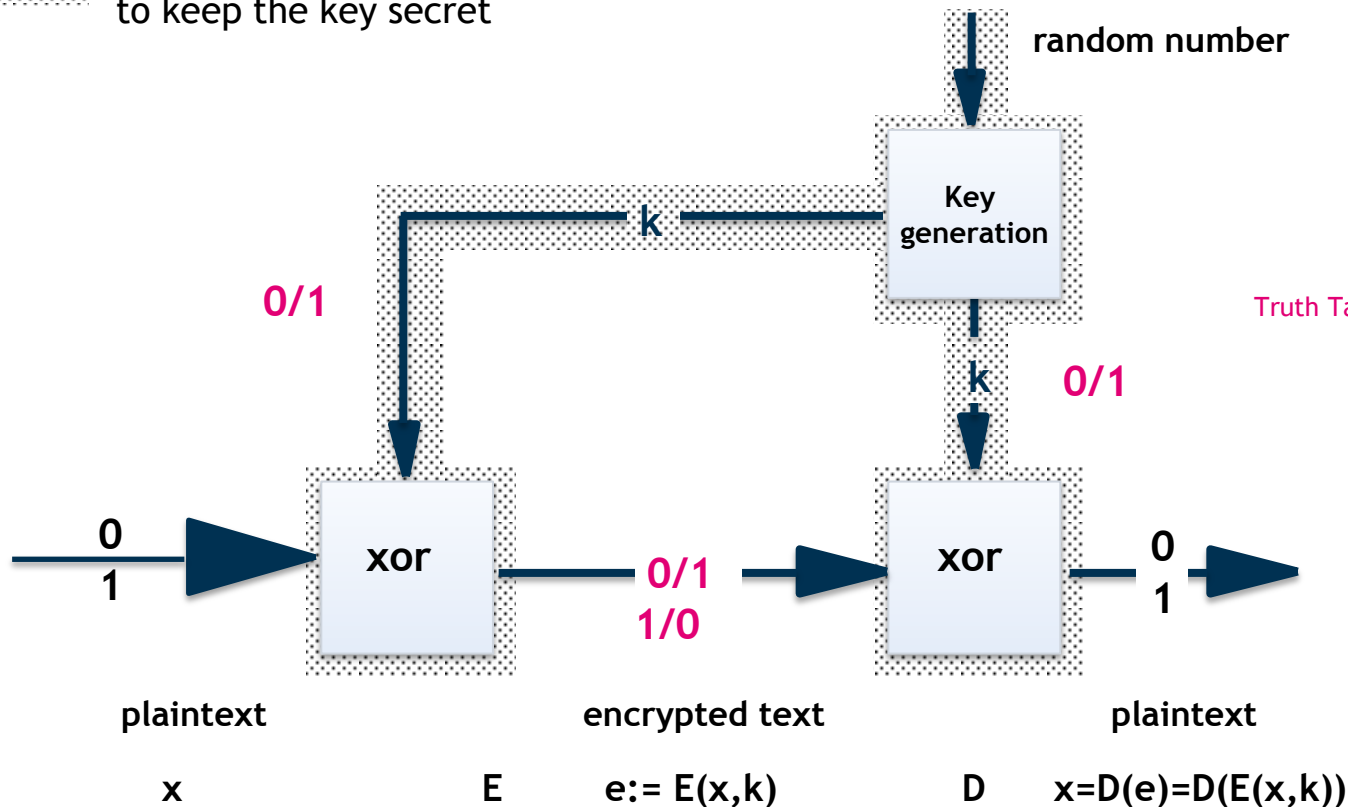 to keep the key secret
random number
Key
generation
k
0/1
Truth Ta
k
0/1
0
1
xor
0/1
1/0
xor
0
1
plaintext
encrypted text
plaintext
x
E
e:= E(x,k)
D
x=D(e)=D(E(x,k))